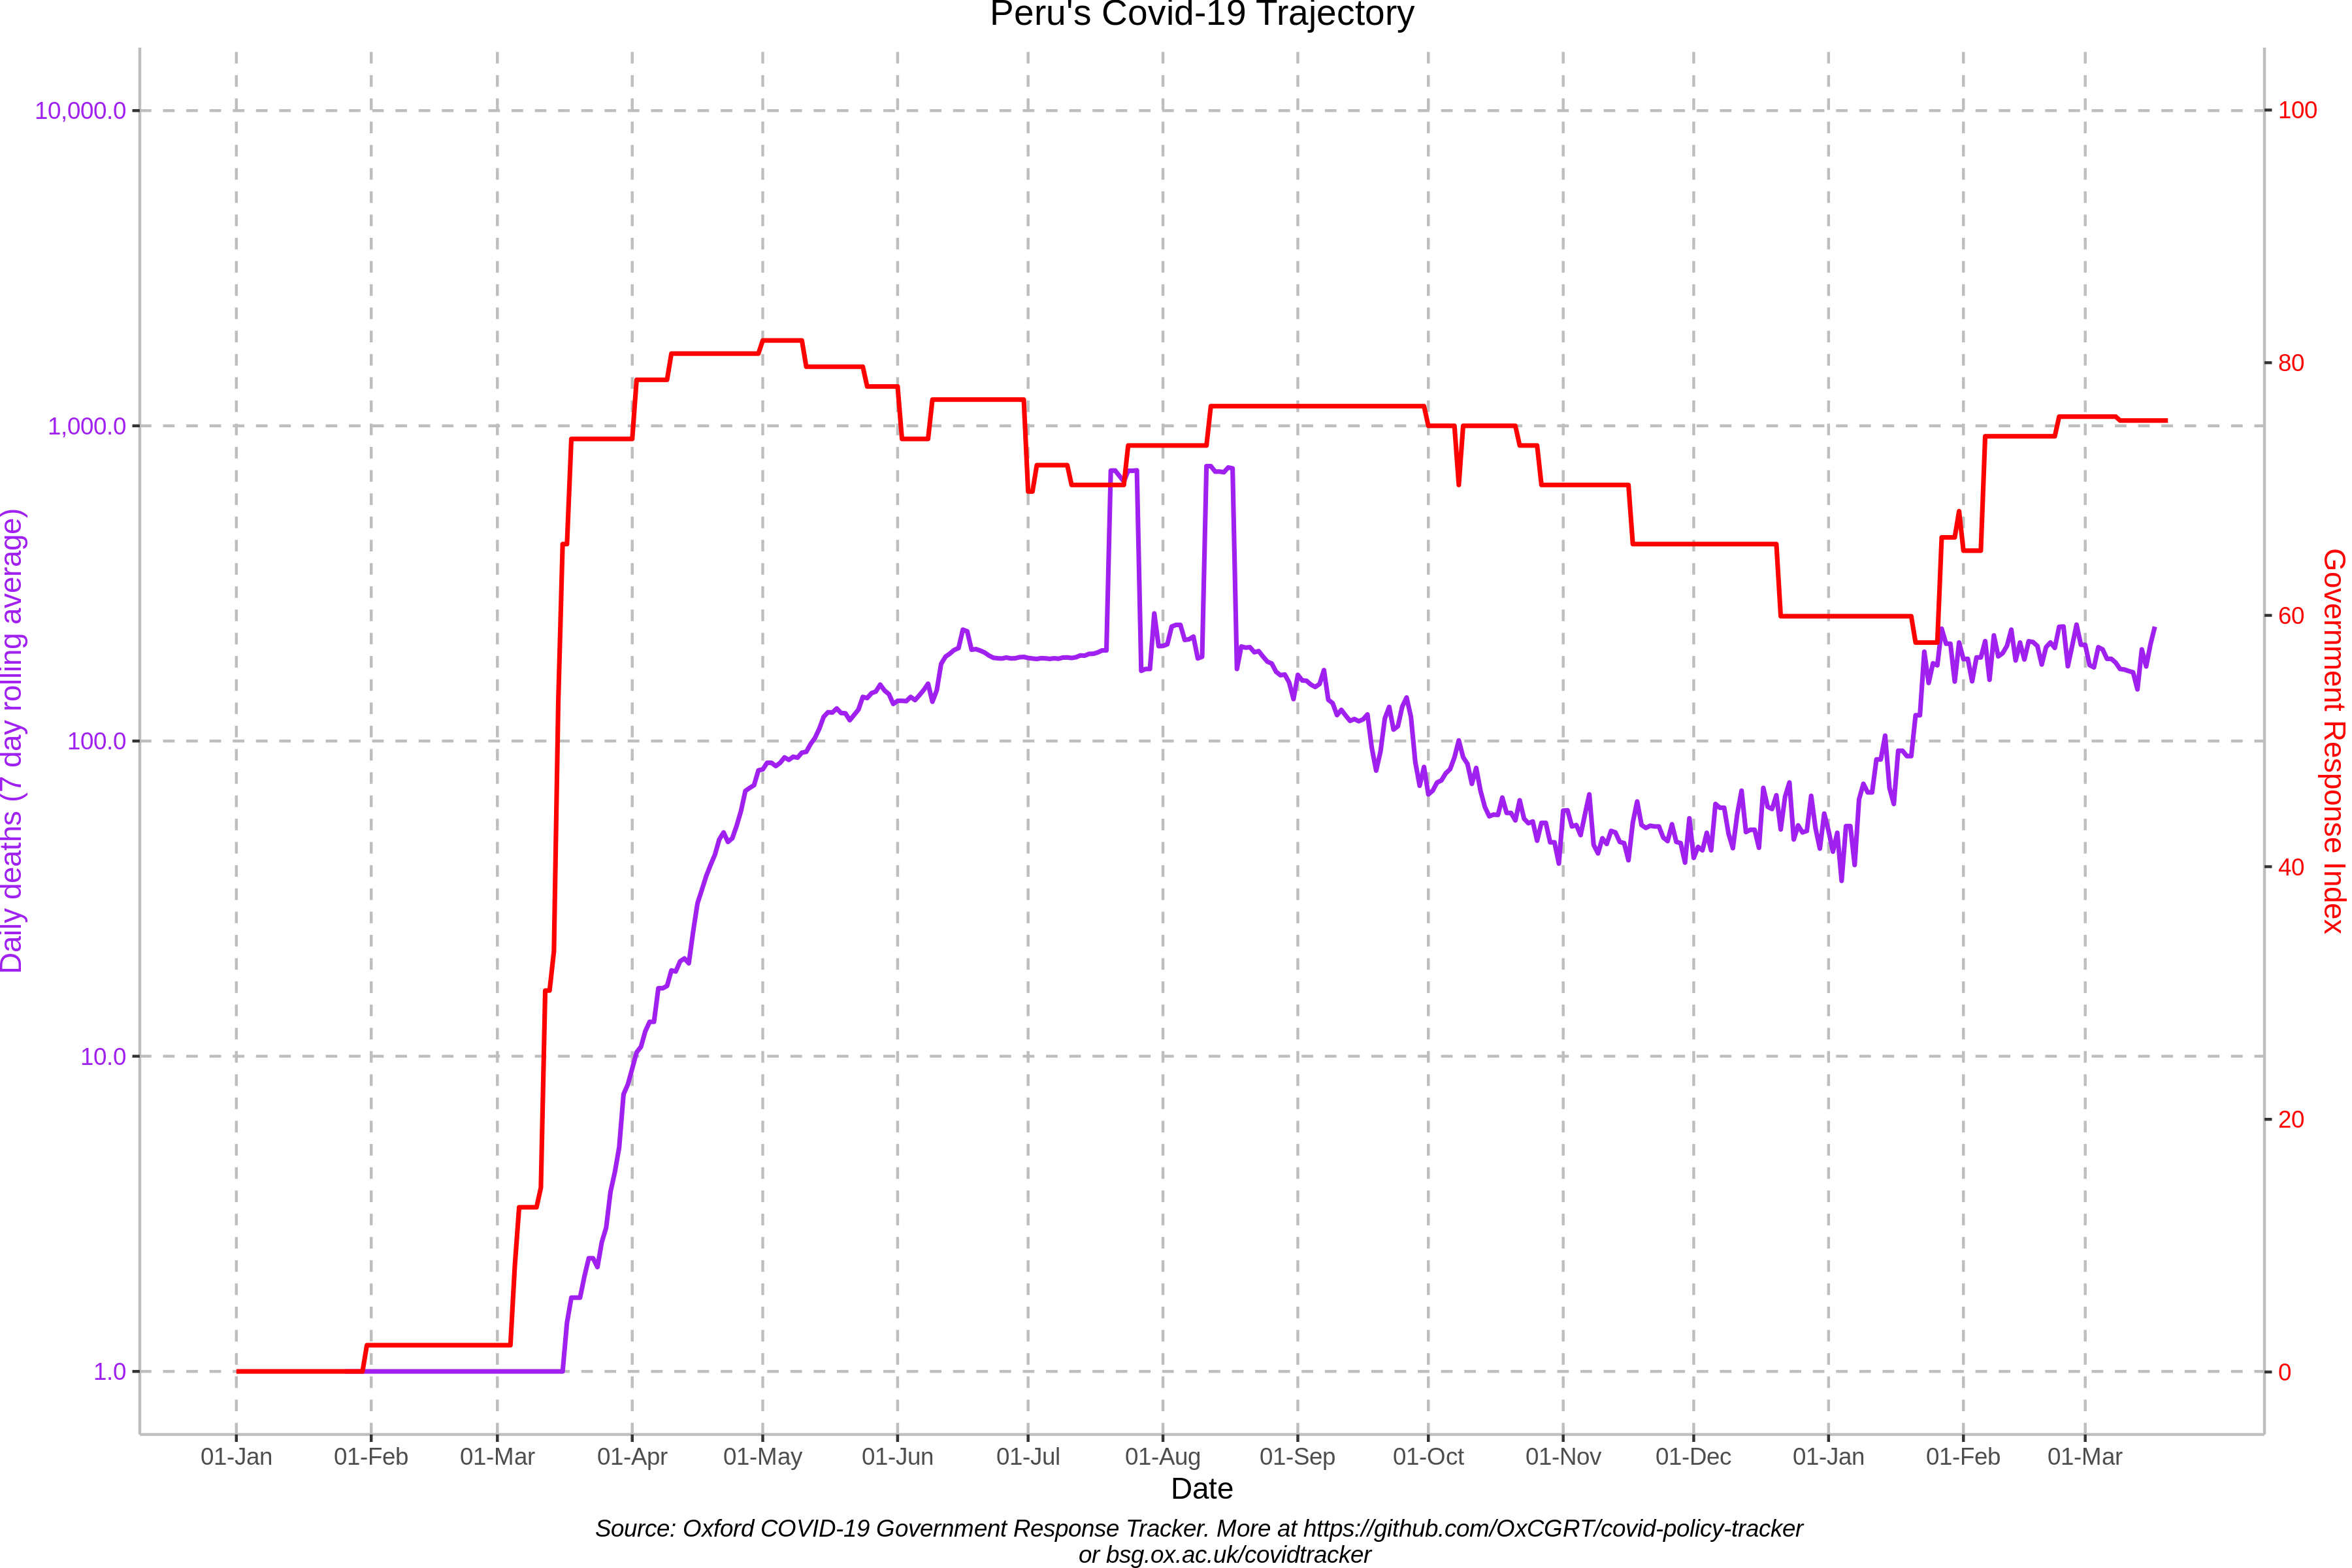 Peru's Covid-19 Trajectory
10,000.0
1,000.0
100.0
10.0
1.0
Daily deaths (7 day rolling average)
100
80
60
40
20
0
Government Response Index
01-Jan 01-Feb 01-Mar 01-Apr 01-May 01-Jun 01-Jul 01-Aug 01-Sep 01-Oct 01-Nov 01-Dec 01-Jan 01-Feb 01-Mar
Date
Source: Oxford COVID-19 Government Response Tracker. More at https://github.com/OxCGRT/covid-policy-tracker
or bsg.ox.ac.uk/covidtracker